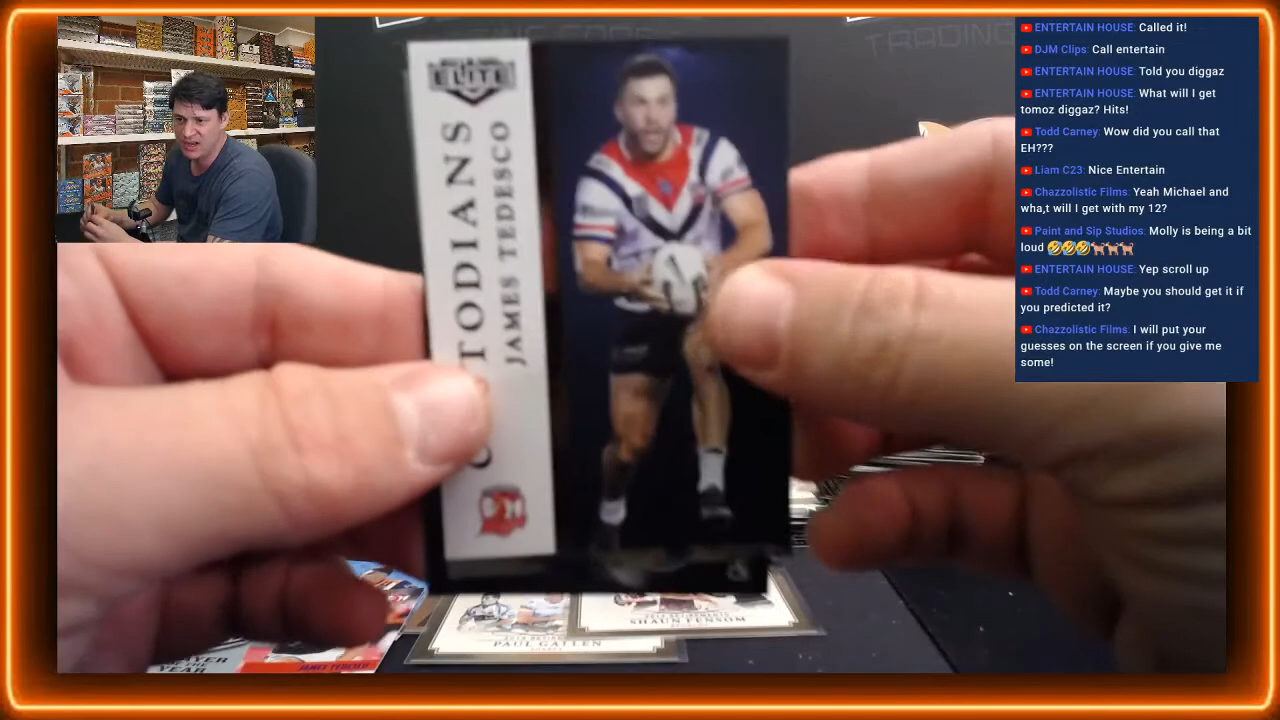 ENTERTAIN HOUSE: Called it!
DJM Clips: Call entertain
ENTERTAIN HOUSE: Told you diggaz
ENTERTAIN HOUSE: What will I get
tomoz diggaz? Hits!
Todd Carney: Wow did you call that
EH???
Liam C23: Nice Entertain
Chazzolistic Films: Yeah Michael and
wha,t will I get with my 12?
Paint and Sip Studios: Molly is being a bit
loud 🤣🤣🤣🐕🐕🐕
ENTERTAIN HOUSE: Yep scroll up
Todd Carney: Maybe you should get it if
you predicted it?
Chazzolistic Films: I will put your
guesses on the screen if you give me
some!
TRADING
ELITE
TODIANS
JAMES TEDESCO
SHAUN FENSOM
PAUL GALLEN
YEAR
JAMES TEDESCO